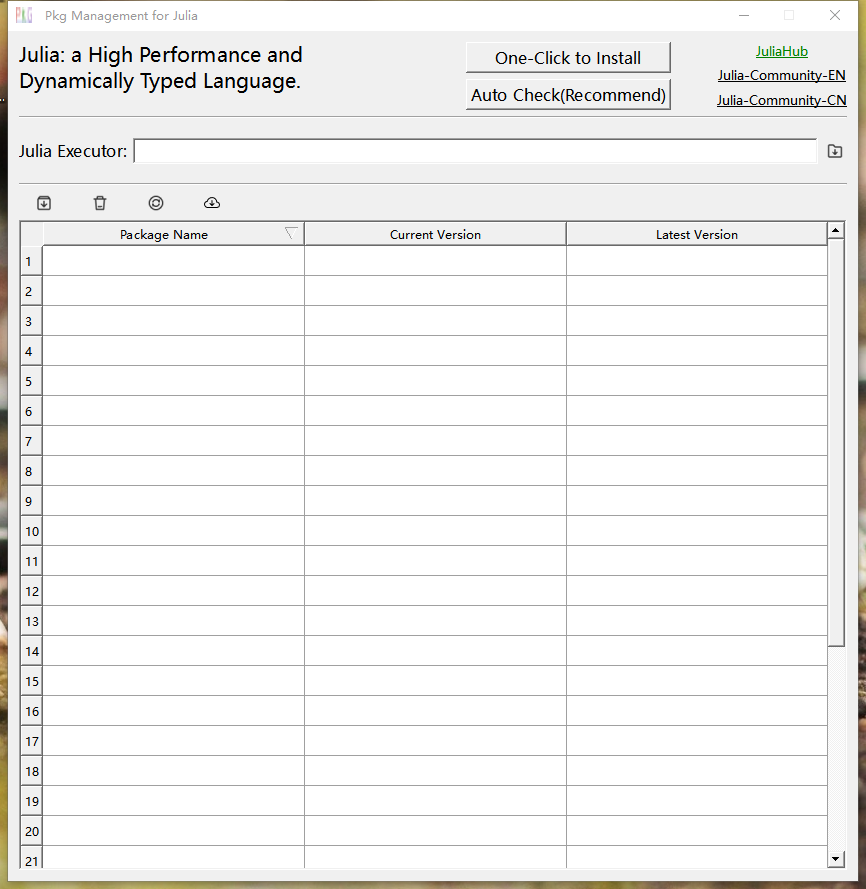 PKG
Pkg Management for Julia
Julia: a High Performance and
Dynamically Typed Language.
One-Click to Install
Auto Check(Recommend)
JuliaHub
Julia-Community-EN
Julia-Community-CN
Julia Executor:
Package Name Current Version Latest Version
1
2
3
4
5
6
7
8
9
10
11
12
13
14
15
16
17
18
19
20
21